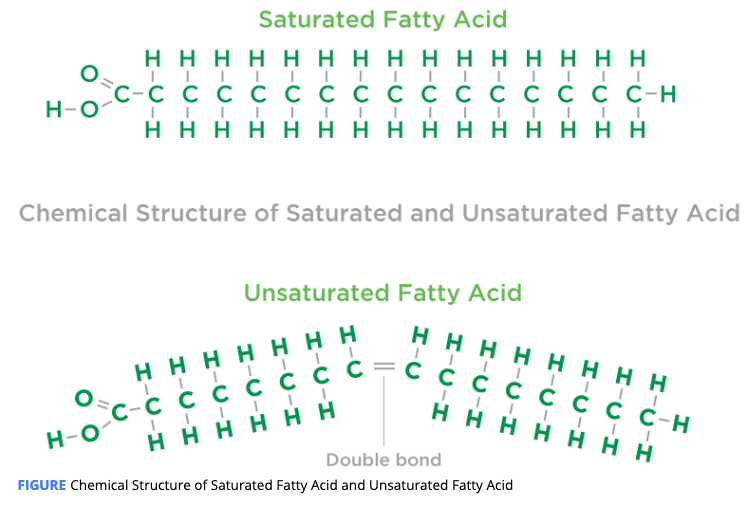 Saturated Fatty Acid
H H H H H H H H H H H H H H H
O
C-C C C C C C C C C C C C C C C-H
H-O
H H H H H H H H H H H H H H H
Chemical Structure of Saturated and Unsaturated Fatty Acid
Unsaturated Fatty Acid
H H H H H H H H H H H H H H H
O
C-C C C C C C C=C C C C C C C C-H
H-O
H H H H H H H H H H H H H
Double bond
FIGURE Chemical Structure of Saturated Fatty Acid and Unsaturated Fatty Acid